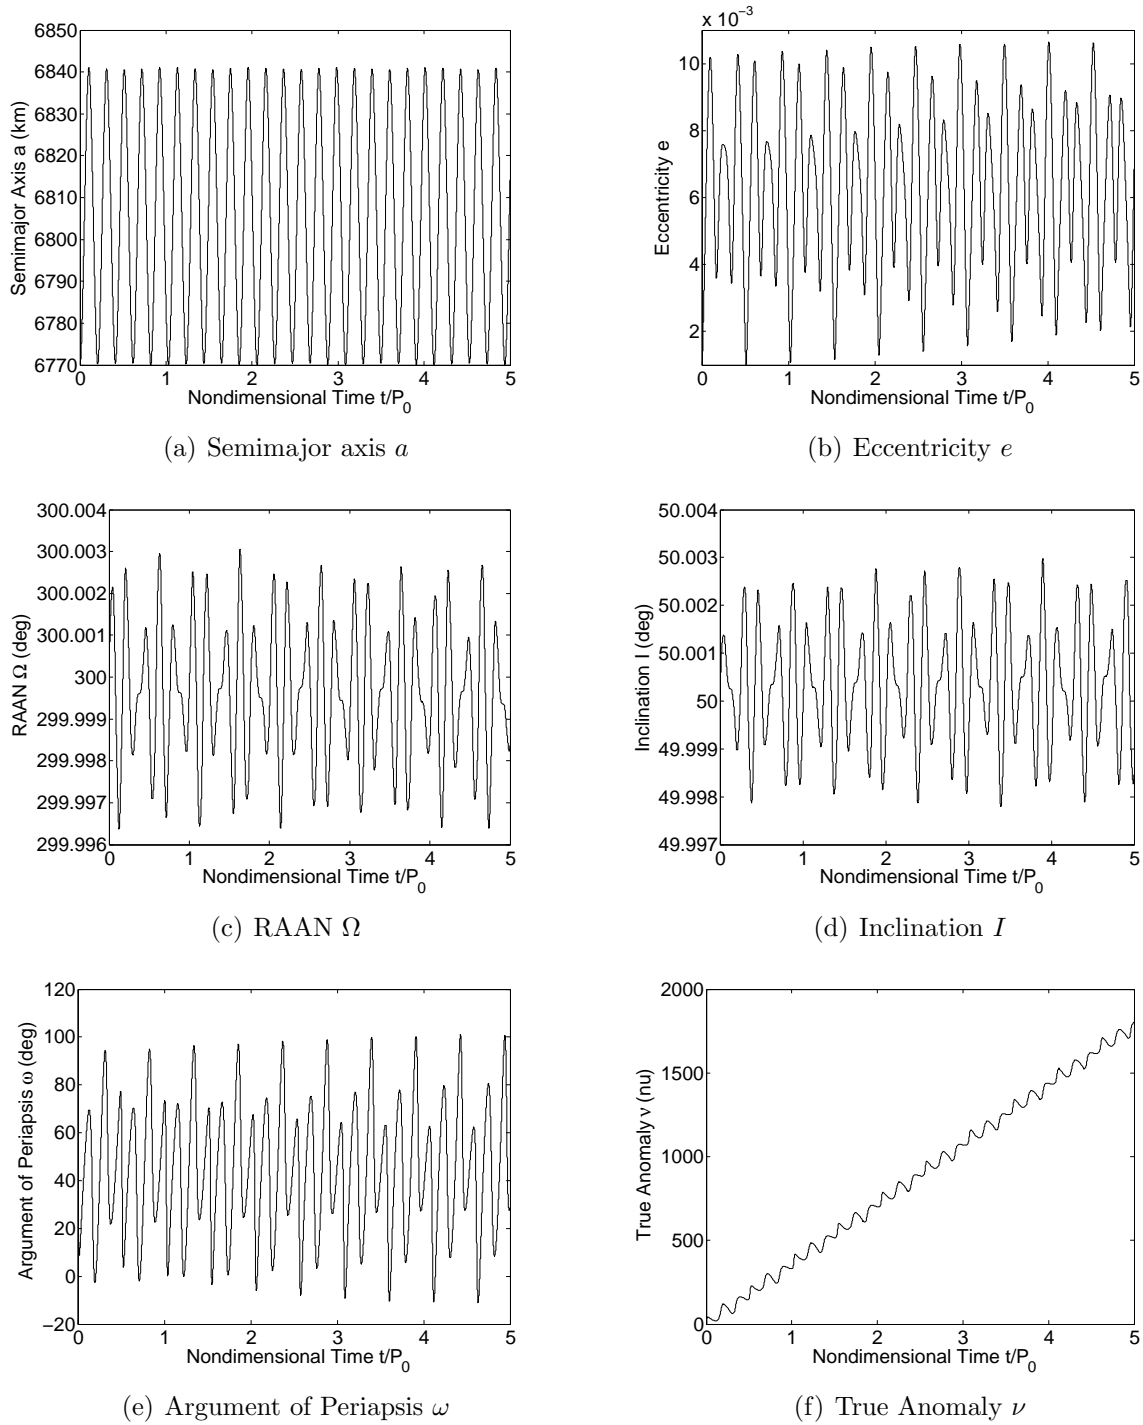 6850
6840
6830
6820
6810
6800
6790
6780
6770
Semimajor Axis a (km)
0 1 2 3 4 5
Nondimensional Time t/P₀
(a) Semimajor axis a
x 10⁻³
10
8
6
4
2
Eccentricity e
0 1 2 3 4 5
Nondimensional Time t/P₀
(b) Eccentricity e
300.004
300.003
300.002
300.001
300
299.999
299.998
299.997
299.996
RAAN Ω (deg)
0 1 2 3 4 5
Nondimensional Time t/P₀
(c) RAAN Ω
50.004
50.003
50.002
50.001
50
49.999
49.998
49.997
Inclination I (deg)
0 1 2 3 4 5
Nondimensional Time t/P₀
(d) Inclination I
120
100
80
60
40
20
0
−20
Argument of Periapsis ω (deg)
0 1 2 3 4 5
Nondimensional Time t/P₀
(e) Argument of Periapsis ω
2000
1500
1000
500
0
True Anomaly ν (nu)
0 1 2 3 4 5
Nondimensional Time t/P₀
(f) True Anomaly ν